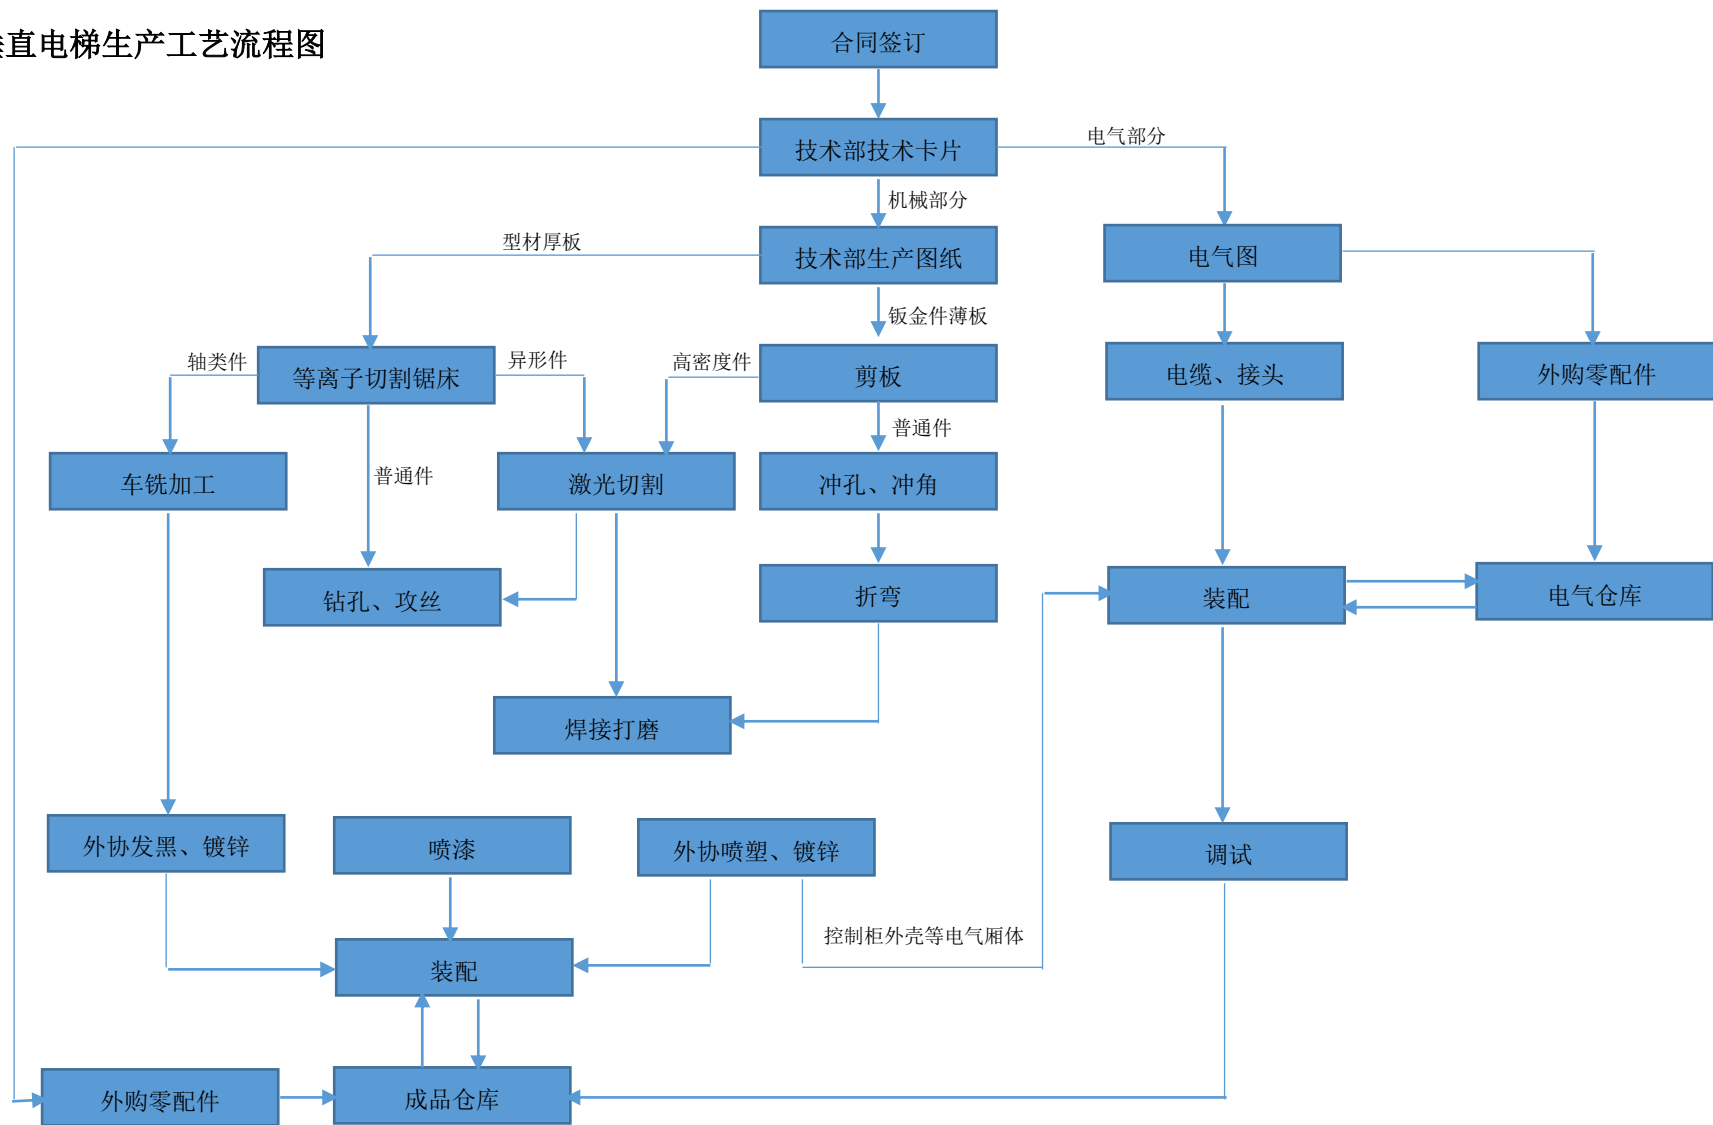 直电梯生产工艺流程图
合同签订
技术部技术卡片
电气部分
机械部分
技术部生产图纸
型材厚板
电气图
钣金件薄板
轴类件
等离子切割锯床
异形件
高密度件
剪板
电缆、接头
外购零配件
普通件
普通件
车铣加工
激光切割
冲孔、冲角
钻孔、攻丝
折弯
装配
电气仓库
焊接打磨
外协发黑、镀锌
喷漆
外协喷塑、镀锌
调试
控制柜外壳等电气厢体
装配
外购零配件
成品仓库